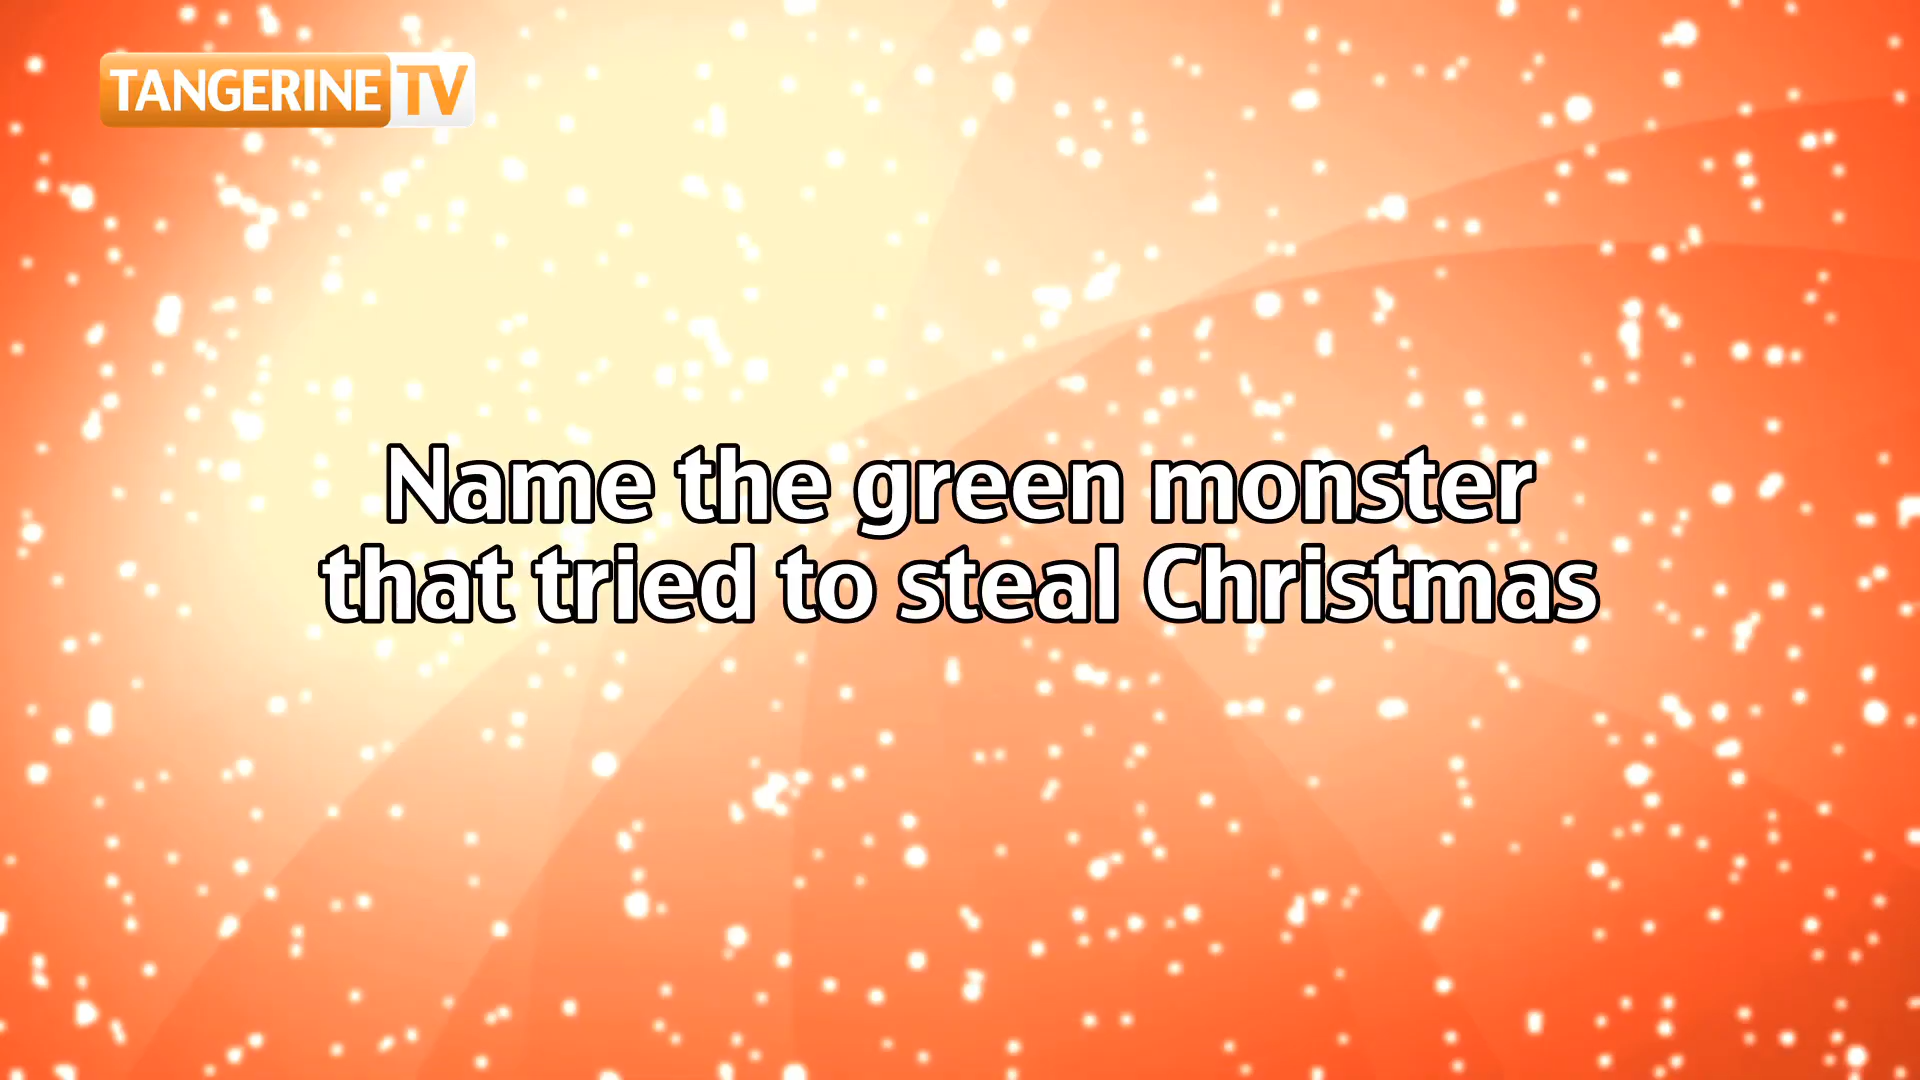 TANGERINE TV
Name the green monster
that tried to steal Christmas